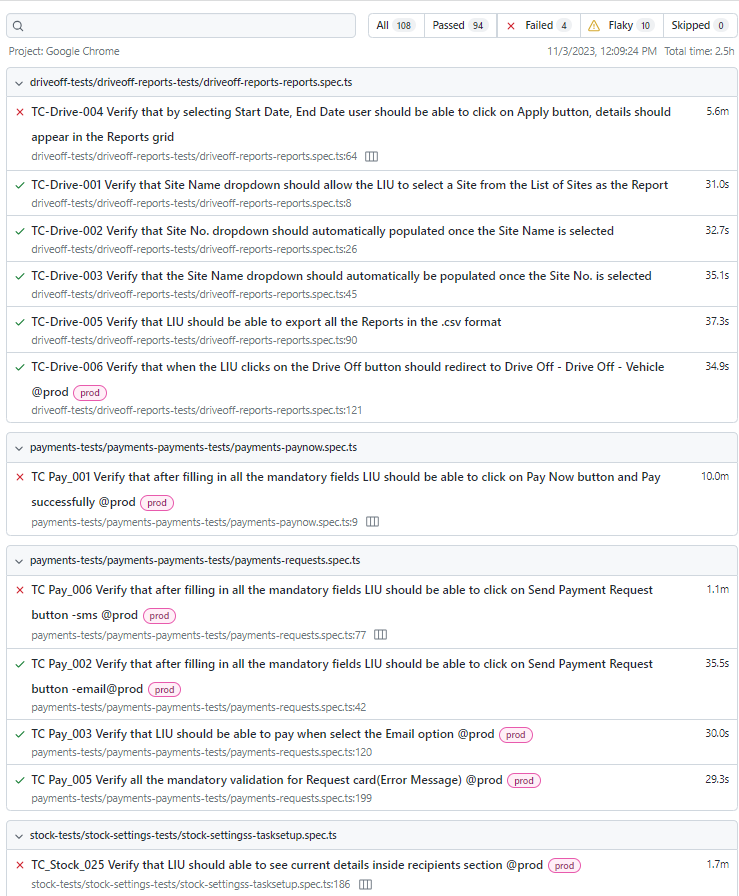 All 108 Passed 94 Failed 4 Flaky 10 Skipped 0
Project: Google Chrome 11/3/2023, 12:09:24 PM Total time: 2.5h
driveoff-tests/driveoff-reports-tests/driveoff-reports-reports.spec.ts
TC-Drive-004 Verify that by selecting Start Date, End Date user should be able to click on Apply button, details should 5.6m
appear in the Reports grid
driveoff-tests/driveoff-reports-tests/driveoff-reports-reports.spec.ts:64
TC-Drive-001 Verify that Site Name dropdown should allow the LIU to select a Site from the List of Sites as the Report 31.0s
driveoff-tests/driveoff-reports-tests/driveoff-reports-reports.spec.ts:8
TC-Drive-002 Verify that Site No. dropdown should automatically populated once the Site Name is selected 32.7s
driveoff-tests/driveoff-reports-tests/driveoff-reports-reports.spec.ts:26
TC-Drive-003 Verify that the Site Name dropdown should automatically be populated once the Site No. is selected 35.1s
driveoff-tests/driveoff-reports-tests/driveoff-reports-reports.spec.ts:45
TC-Drive-005 Verify that LIU should be able to export all the Reports in the .csv format 37.3s
driveoff-tests/driveoff-reports-tests/driveoff-reports-reports.spec.ts:90
TC-Drive-006 Verify that when the LIU clicks on the Drive Off button should redirect to Drive Off - Drive Off - Vehicle 34.9s
@prod prod
driveoff-tests/driveoff-reports-tests/driveoff-reports-reports.spec.ts:121
payments-tests/payments-payments-tests/payments-paynow.spec.ts
TC Pay_001 Verify that after filling in all the mandatory fields LIU should be able to click on Pay Now button and Pay 10.0m
successfully @prod prod
payments-tests/payments-payments-tests/payments-paynow.spec.ts:9
payments-tests/payments-payments-tests/payments-requests.spec.ts
TC Pay_006 Verify that after filling in all the mandatory fields LIU should be able to click on Send Payment Request 1.1m
button -sms @prod prod
payments-tests/payments-payments-tests/payments-requests.spec.ts:77
TC Pay_002 Verify that after filling in all the mandatory fields LIU should be able to click on Send Payment Request 35.5s
button -email@prod prod
payments-tests/payments-payments-tests/payments-requests.spec.ts:42
TC Pay_003 Verify that LIU should be able to pay when select the Email option @prod prod 30.0s
payments-tests/payments-payments-tests/payments-requests.spec.ts:120
TC Pay_005 Verify all the mandatory validation for Request card(Error Message) @prod prod 29.3s
payments-tests/payments-payments-tests/payments-requests.spec.ts:199
stock-tests/stock-settings-tests/stock-settingss-tasksetup.spec.ts
TC_Stock_025 Verify that LIU should able to see current details inside recipients section @prod prod 1.7m
stock-tests/stock-settings-tests/stock-settingss-tasksetup.spec.ts:186